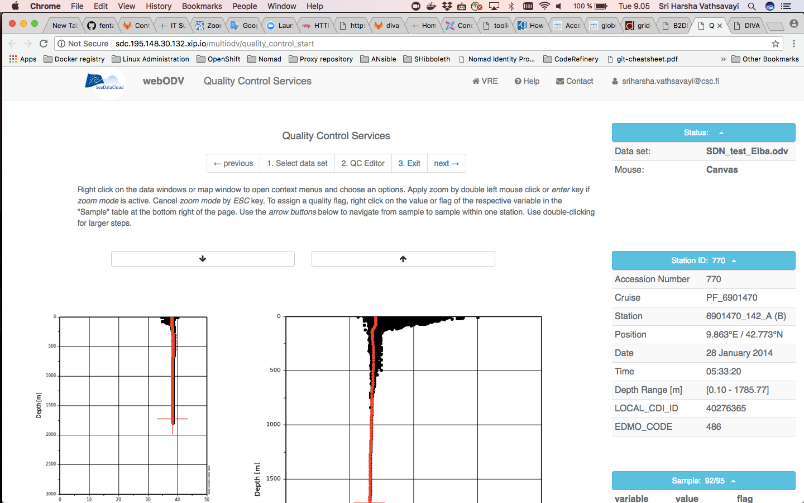 Chrome File Edit View History Bookmarks People Window Help 100 % Tue 9.05 Sri Harsha Vathsavayi
New Tab fenta Conf IT S Zoom Goog Laun HTTI http: diva Hom Conv toolk How Acce glob grid B2D Q DIVA
Not Secure sdc.195.148.30.132.xip.io/multiodv/quality_control_start
Apps Docker registry Linux Administration OpenShift Nomad Proxy repository ANsible SHibboleth Nomad Identity Pro... CodeRefinery git-cheatsheet.pdf » Other Bookmarks
SeaDataCloud webODV Quality Control Services VRE Help Contact sriharsha.vathsavayi@csc.fi
Quality Control Services
← previous 1. Select data set 2. QC Editor 3. Exit next →
Right click on the data windows or map window to open context menus and choose an options. Apply zoom by double left mouse click or enter key if
zoom mode is active. Cancel zoom mode by ESC key. To assign a quality flag, right click on the value or flag of the respective variable in the
"Sample" table at the bottom right of the page. Use the arrow buttons below to navigate from sample to sample within one station. Use double-clicking
for larger steps.
Status:
Data set: SDN_test_Elba.odv
Mouse: Canvas
Station ID: 770
Accession Number 770
Cruise PF_6901470
Station 6901470_142_A (B)
Position 9.863°E / 42.773°N
Date 28 January 2014
Time 05:33:20
Depth Range [m] [0.10 - 1785.77]
LOCAL_CDI_ID 40276365
EDMO_CODE 486
Sample: 92/95
variable value flag
Depth [m]
0
500
1000
1500
2000
2500
3000
0 10 20 30 40 50
Depth [m]
0
500
1000
1500